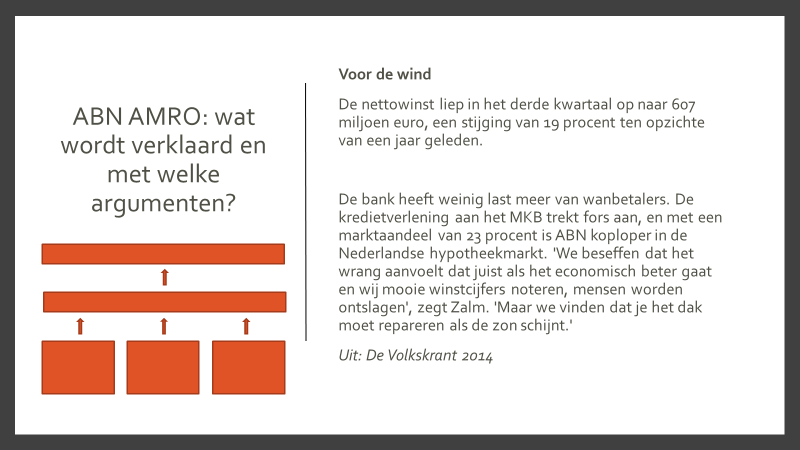 ABN AMRO: wat
wordt verklaard en
met welke
argumenten?
Voor de wind
De nettowinst liep in het derde kwartaal op naar 607
miljoen euro, een stijging van 19 procent ten opzichte
van een jaar geleden.
De bank heeft weinig last meer van wanbetalers. De
kredietverlening aan het MKB trekt fors aan, en met een
marktaandeel van 23 procent is ABN koploper in de
Nederlandse hypotheekmarkt. 'We beseffen dat het
wrang aanvoelt dat juist als het economisch beter gaat
en wij mooie winstcijfers noteren, mensen worden
ontslagen', zegt Zalm. 'Maar we vinden dat je het dak
moet repareren als de zon schijnt.'
Uit: De Volkskrant 2014